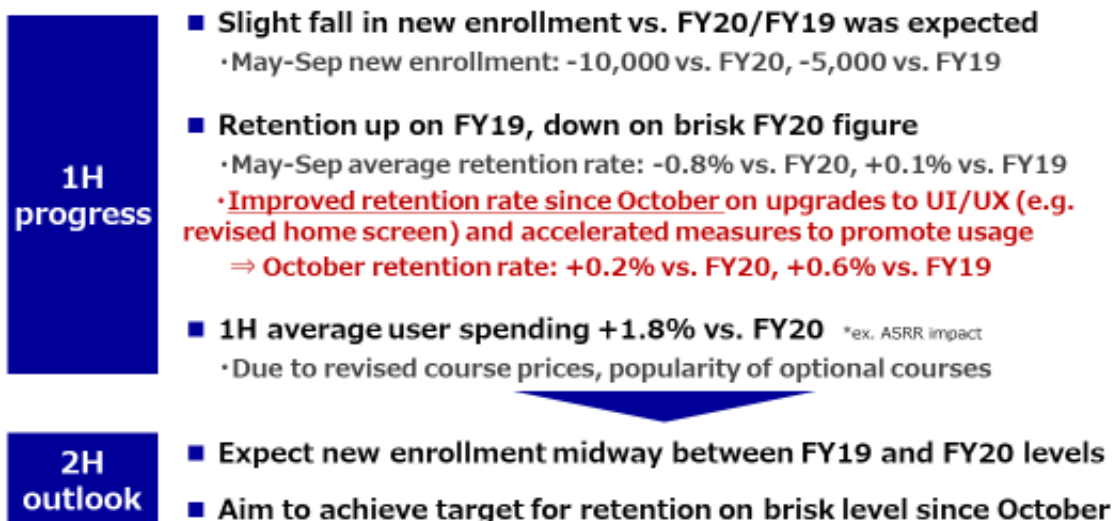 1H
progress
■ Slight fall in new enrollment vs. FY20/FY19 was expected
・May-Sep new enrollment: -10,000 vs. FY20, -5,000 vs. FY19
■ Retention up on FY19, down on brisk FY20 figure
・May-Sep average retention rate: -0.8% vs. FY20, +0.1% vs. FY19
・Improved retention rate since October on upgrades to UI/UX (e.g.
revised home screen) and accelerated measures to promote usage
⇒ October retention rate: +0.2% vs. FY20, +0.6% vs. FY19
■ 1H average user spending +1.8% vs. FY20 *ex. ASRR impact
・Due to revised course prices, popularity of optional courses
2H
outlook
■ Expect new enrollment midway between FY19 and FY20 levels
■ Aim to achieve target for retention on brisk level since October